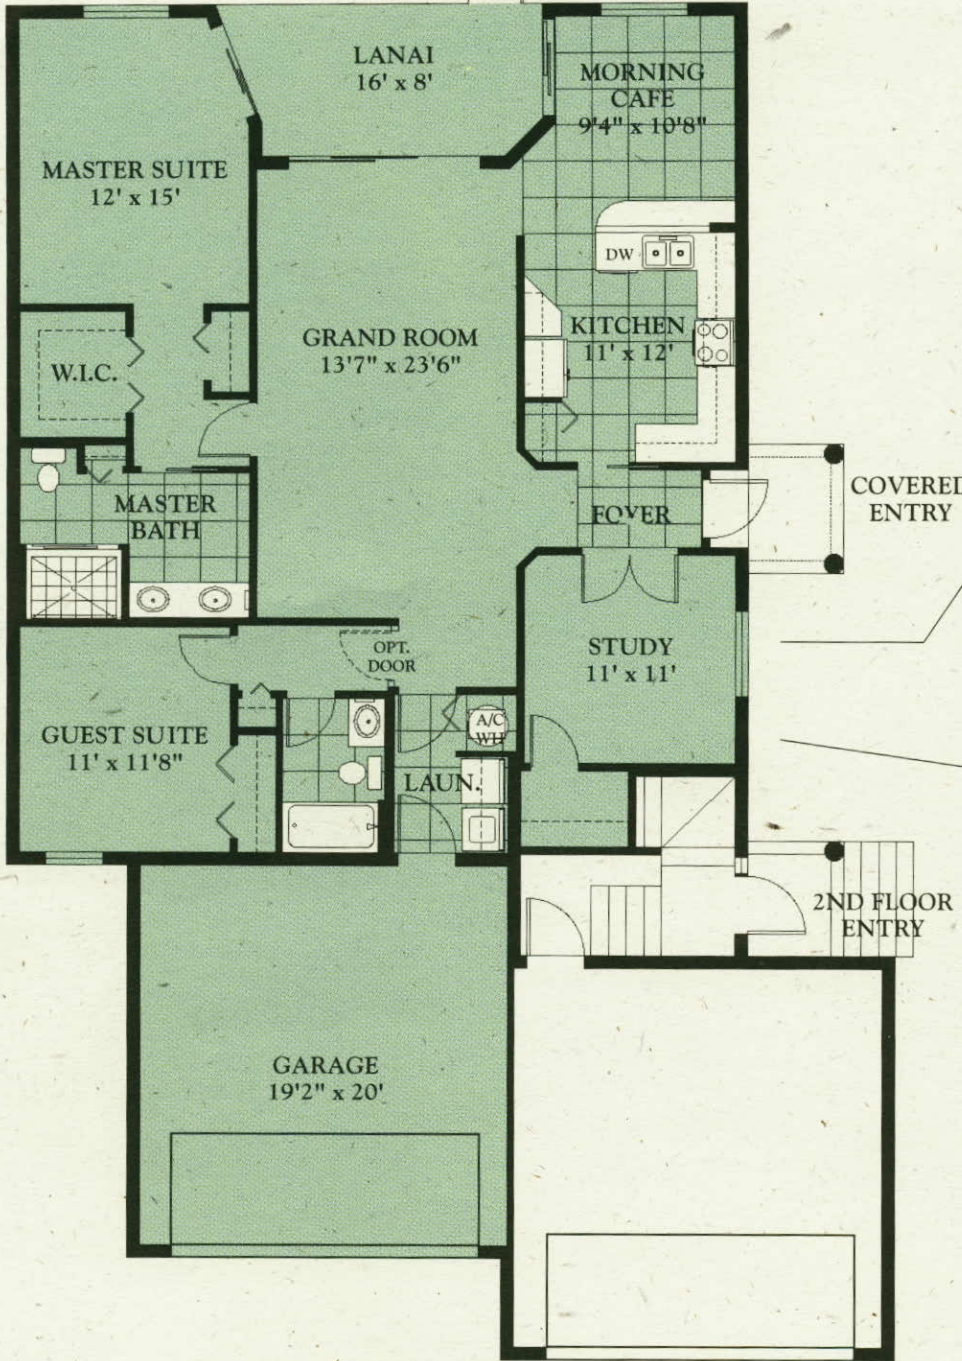 LANAI
16' x 8'
MORNING
CAFE
9'4" x 10'8"
MASTER SUITE
12' x 15'
DW
GRAND ROOM
13'7" x 23'6"
KITCHEN
11' x 12'
W.I.C.
MASTER
BATH
FOYER
COVERED
ENTRY
OPT.
DOOR
STUDY
11' x 11'
GUEST SUITE
11' x 11'8"
A/C
WH
LAUN.
2ND FLOOR
ENTRY
GARAGE
19'2" x 20'